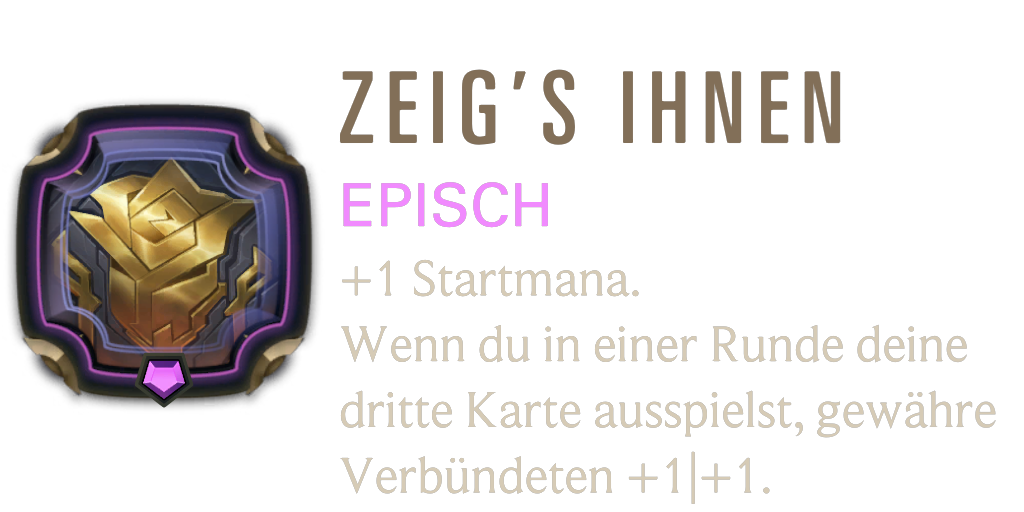 ZEIG'S IHNEN
EPISCH
+1 Startmana.
Wenn du in einer Runde deine
dritte Karte ausspielst, gewähre
Verbündeten +1|+1.